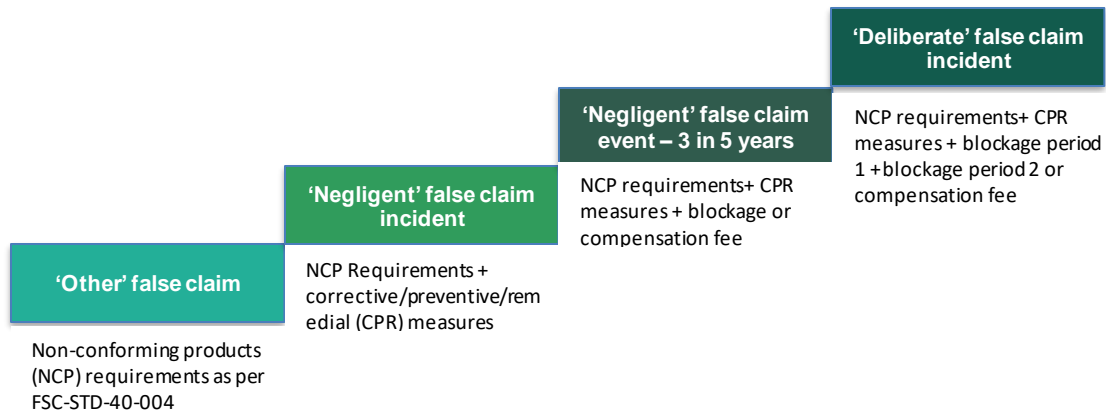 'Other' false claim
Non-conforming products
(NCP) requirements as per
FSC-STD-40-004
'Negligent' false claim
incident
NCP Requirements +
corrective/preventive/rem
edial (CPR) measures
'Negligent' false claim
event – 3 in 5 years
NCP requirements+ CPR
measures + blockage or
compensation fee
'Deliberate' false claim
incident
NCP requirements+ CPR
measures + blockage period
1 +blockage period 2 or
compensation fee